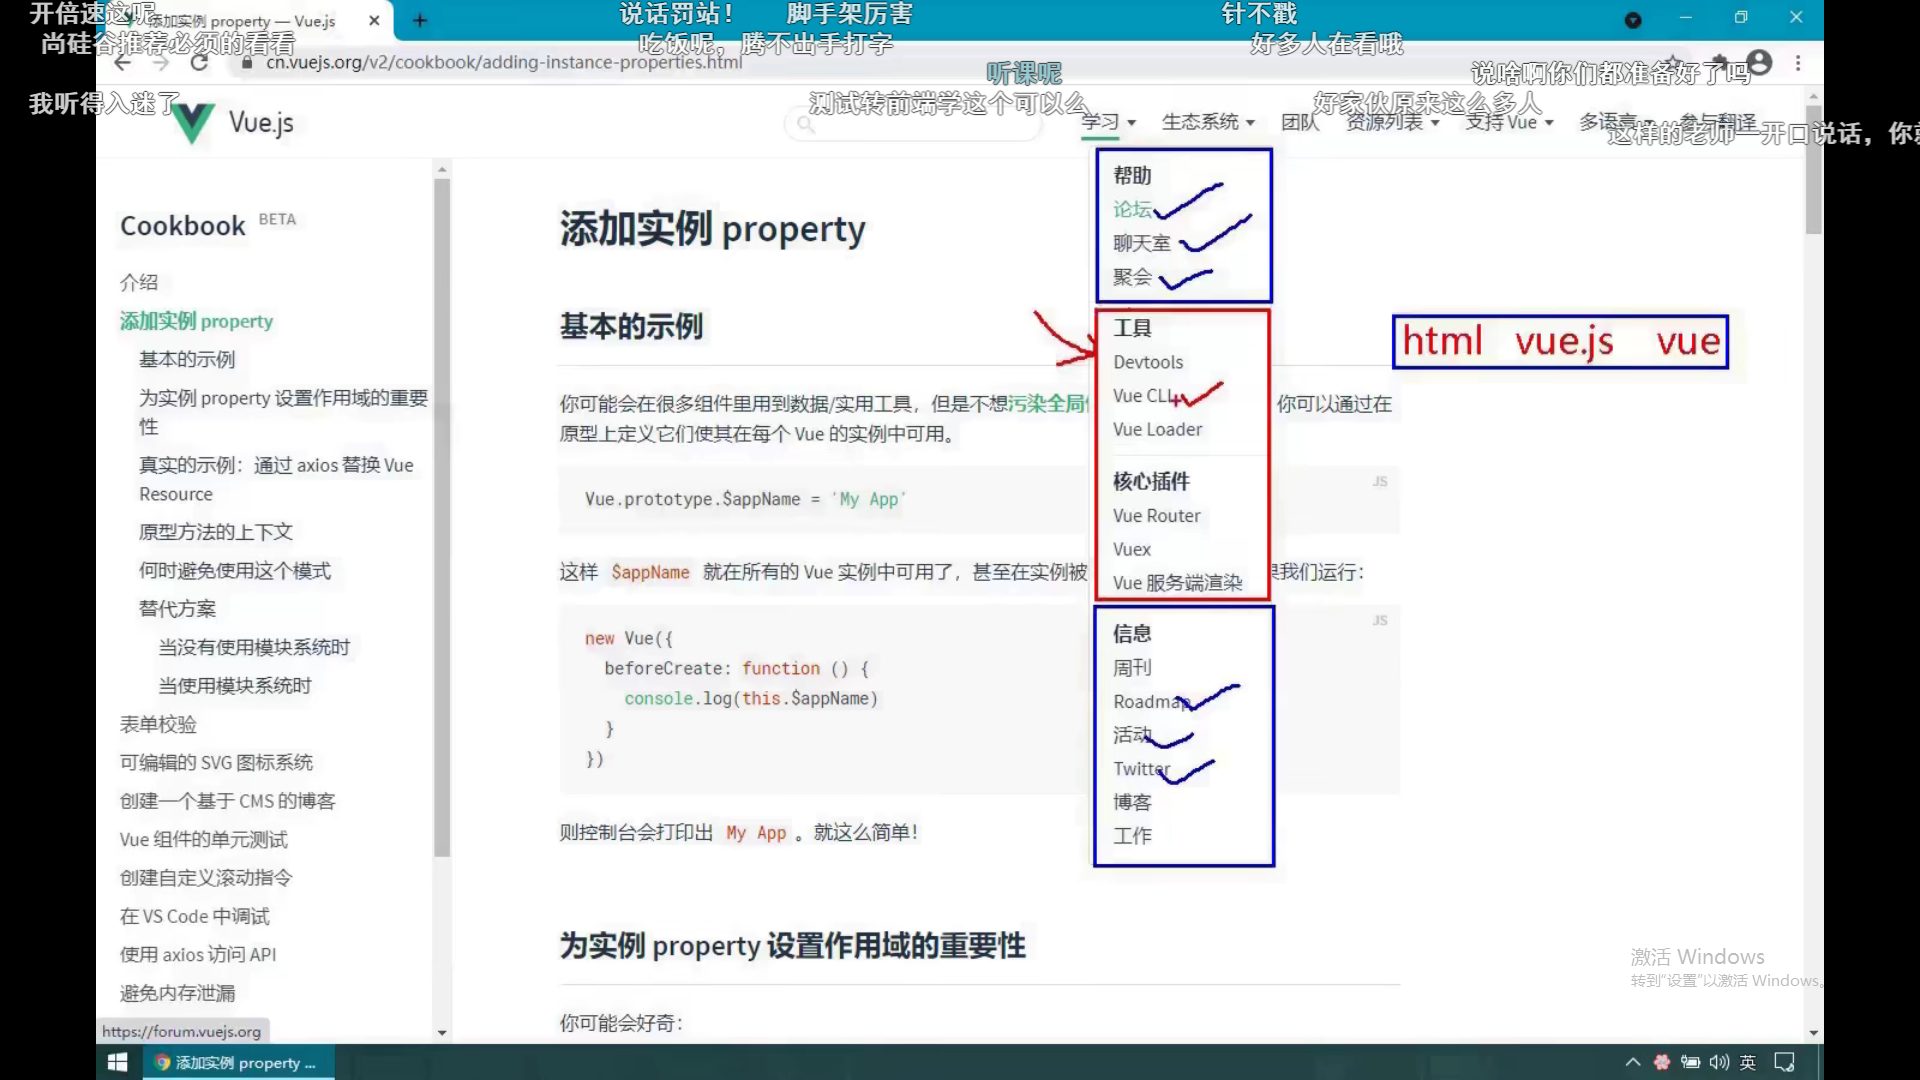 开倍速这呢
说话罚站！
脚手架厉害
针不戳
添加实例 property — Vue.js
尚硅谷推荐必须的看看
吃饭呢，腾不出手打字
好多人在看哦
cn.vuejs.org/v2/cookbook/adding-instance-properties.html
听课呢
说啥啊你们都准备好了吗
我听得入迷了
测试转前端学这个可以么
好家伙原来这么多人
Vue.js
学习
生态系统
团队
资源列表
支持 Vue
多语言
参与翻译
这样的老师一开口说话，你就
Cookbook BETA
介绍
添加实例 property
基本的示例
为实例 property 设置作用域的重要
性
真实的示例：通过 axios 替换 Vue
Resource
原型方法的上下文
何时避免使用这个模式
替代方案
当没有使用模块系统时
当使用模块系统时
表单校验
可编辑的 SVG 图标系统
创建一个基于 CMS 的博客
Vue 组件的单元测试
创建自定义滚动指令
在 VS Code 中调试
使用 axios 访问 API
避免内存泄漏
https://forum.vuejs.org
添加实例 property
基本的示例
你可能会在很多组件里用到数据/实用工具，但是不想污染全局 你可以通过在
原型上定义它们使其在每个 Vue 的实例中可用。
JS
Vue.prototype.$appName = 'My App'
这样 $appName 就在所有的 Vue 实例中可用了，甚至在实例被 我们运行：
JS
new Vue({
beforeCreate: function () {
console.log(this.$appName)
}
})
则控制台会打印出 My App 。就这么简单！
为实例 property 设置作用域的重要性
你可能会好奇：
帮助
论坛
聊天室
聚会
工具
Devtools
Vue CLI
Vue Loader
核心插件
Vue Router
Vuex
Vue 服务端渲染
信息
周刊
Roadmap
活动
Twitter
博客
工作
html vue.js vue
激活 Windows
转到“设置”以激活 Windows。
添加实例 property ...
英